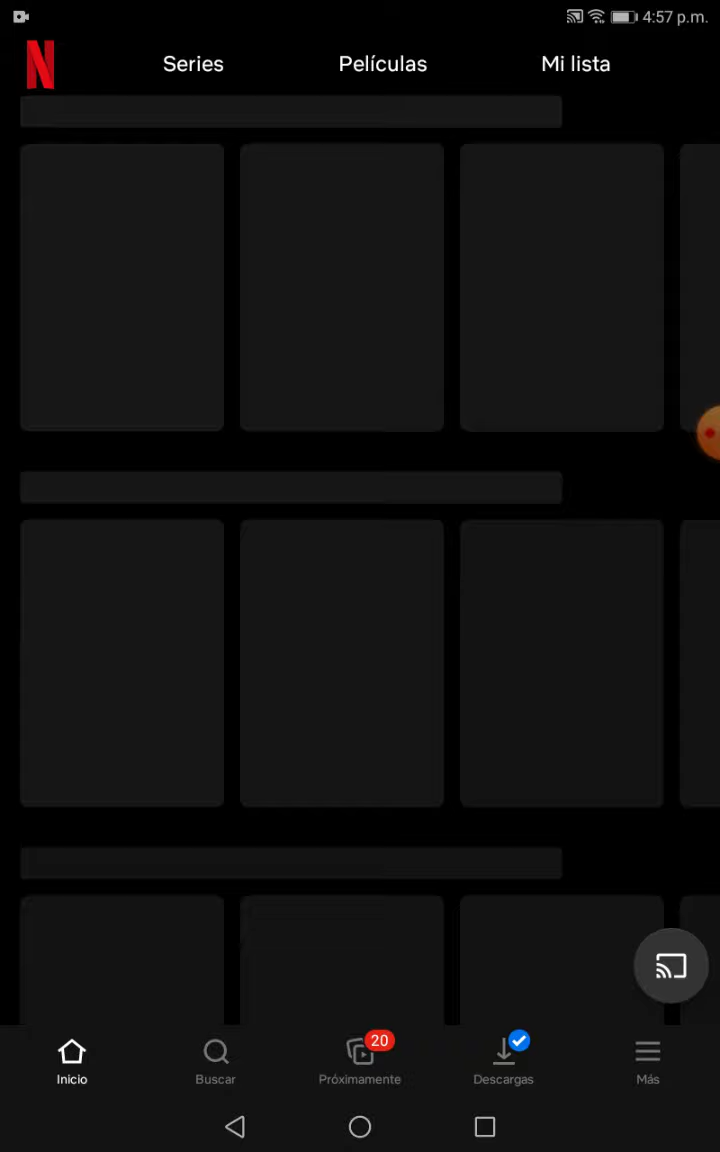 4:57 p.m.
N
Series
Películas
Mi lista
20
Inicio
Buscar
Próximamente
Descargas
Más